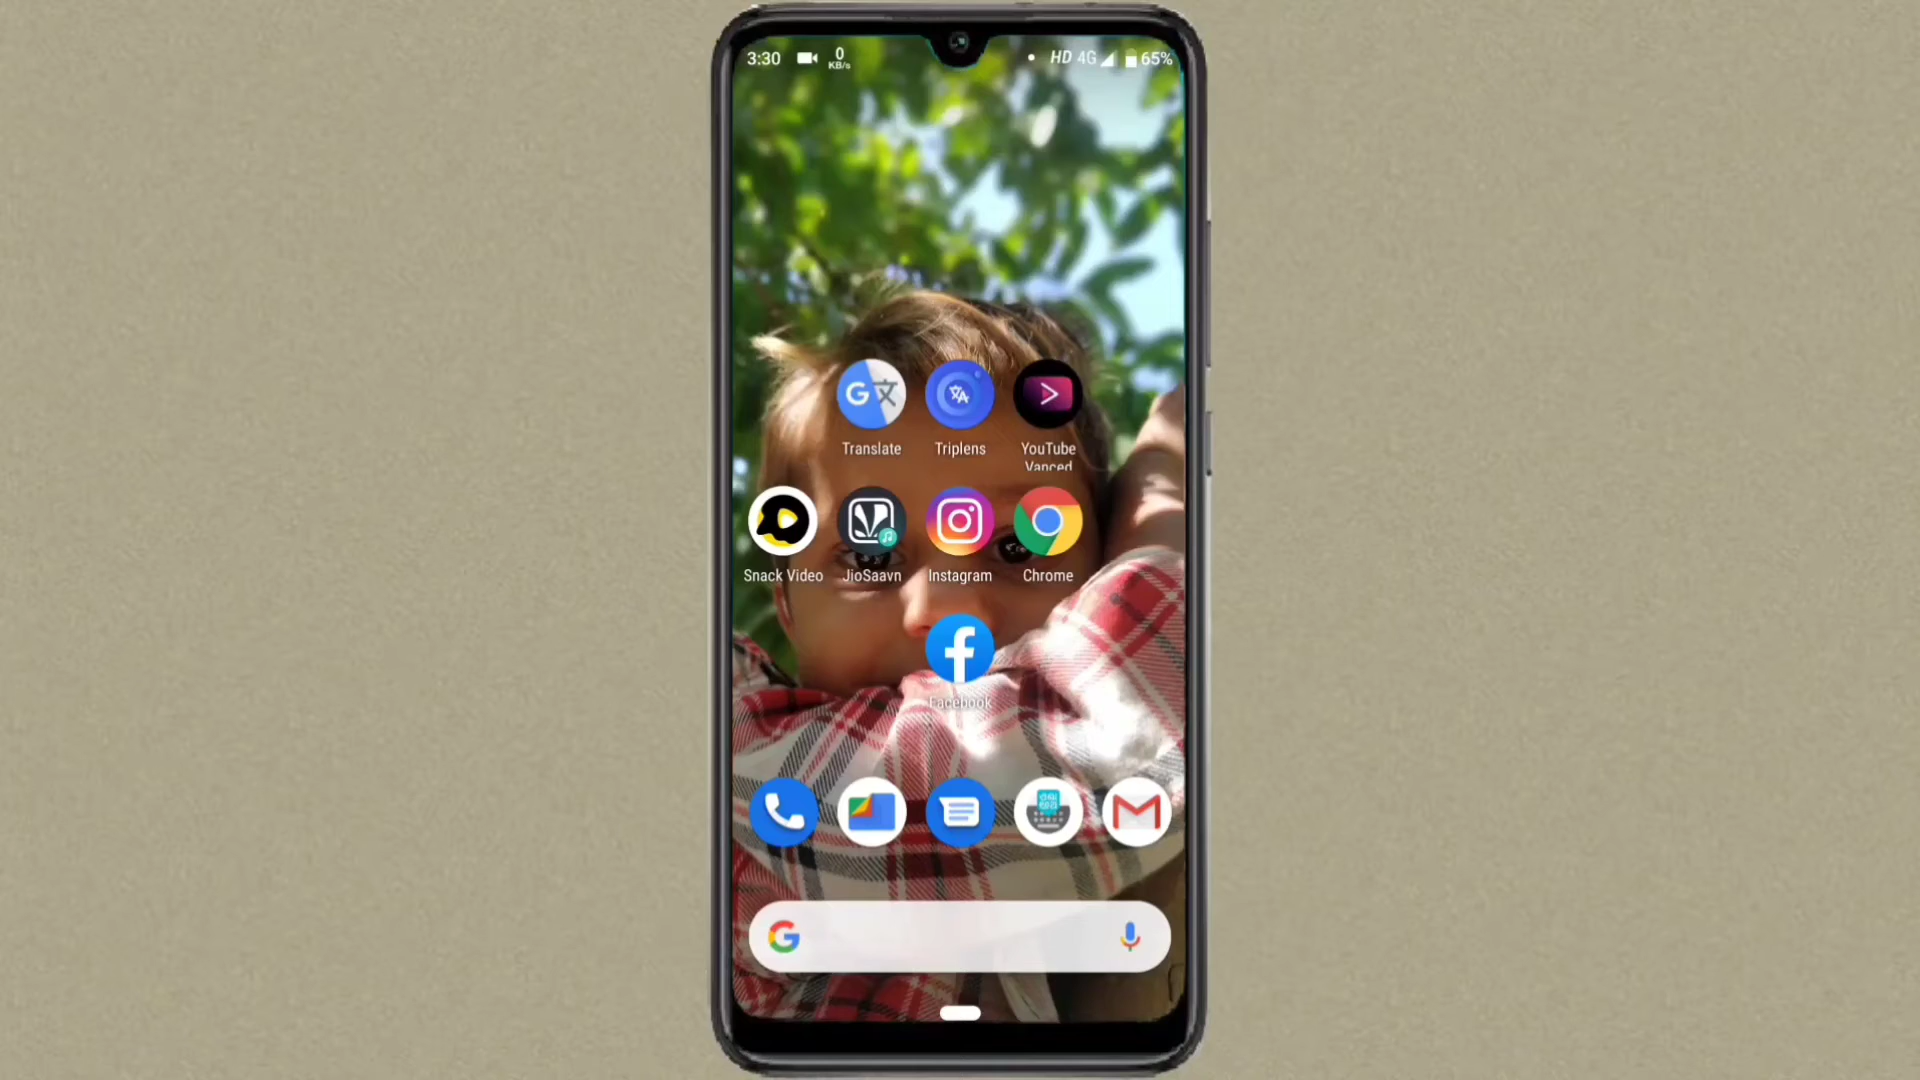 3:30 0 KB/s HD 4G 65%
Translate Triplens YouTube Vanced
Snack Video JioSaavn Instagram Chrome
Facebook